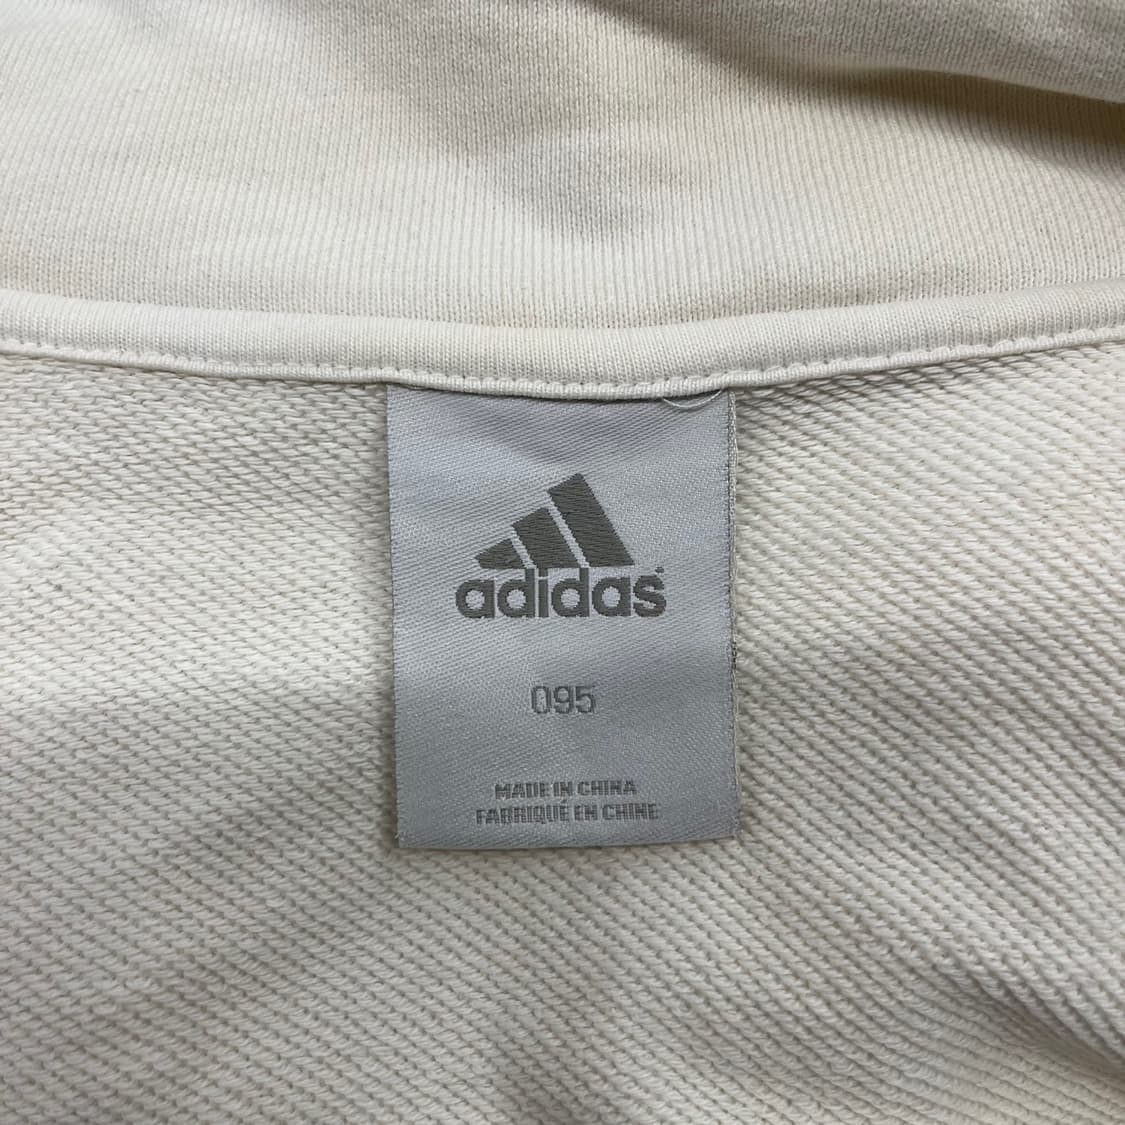 adidas
095
MADE IN CHINA
FABRIQUÉ EN CHINE